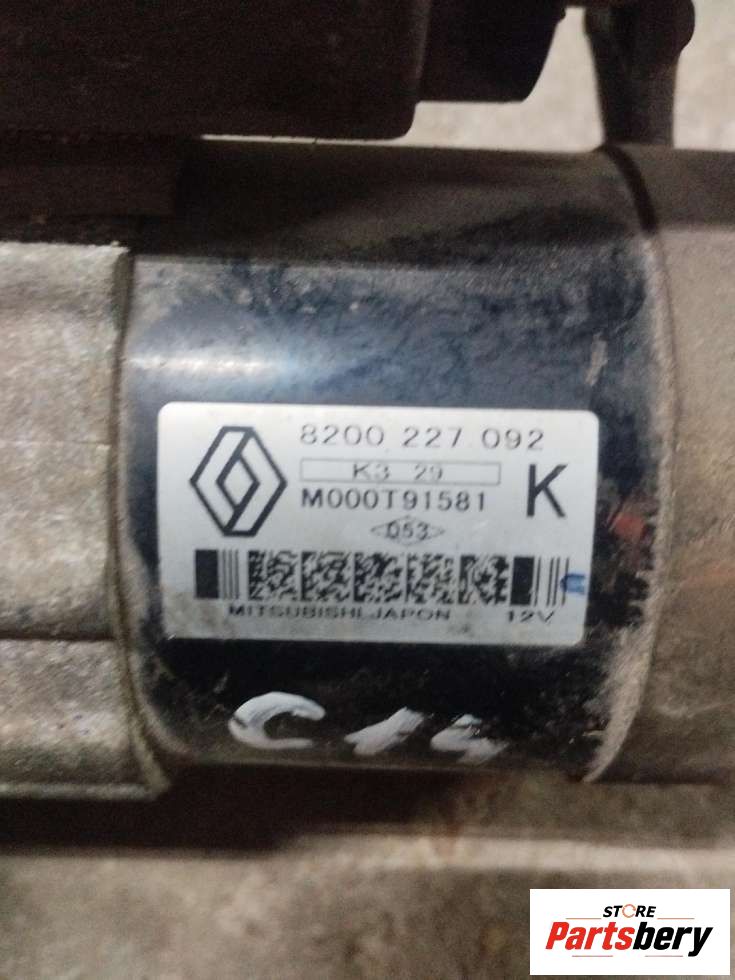 8200 227 092
K3 29
K
M000T91581
053
MITSUBISHI.JAPON 12V
C14
STORE
Partsbery